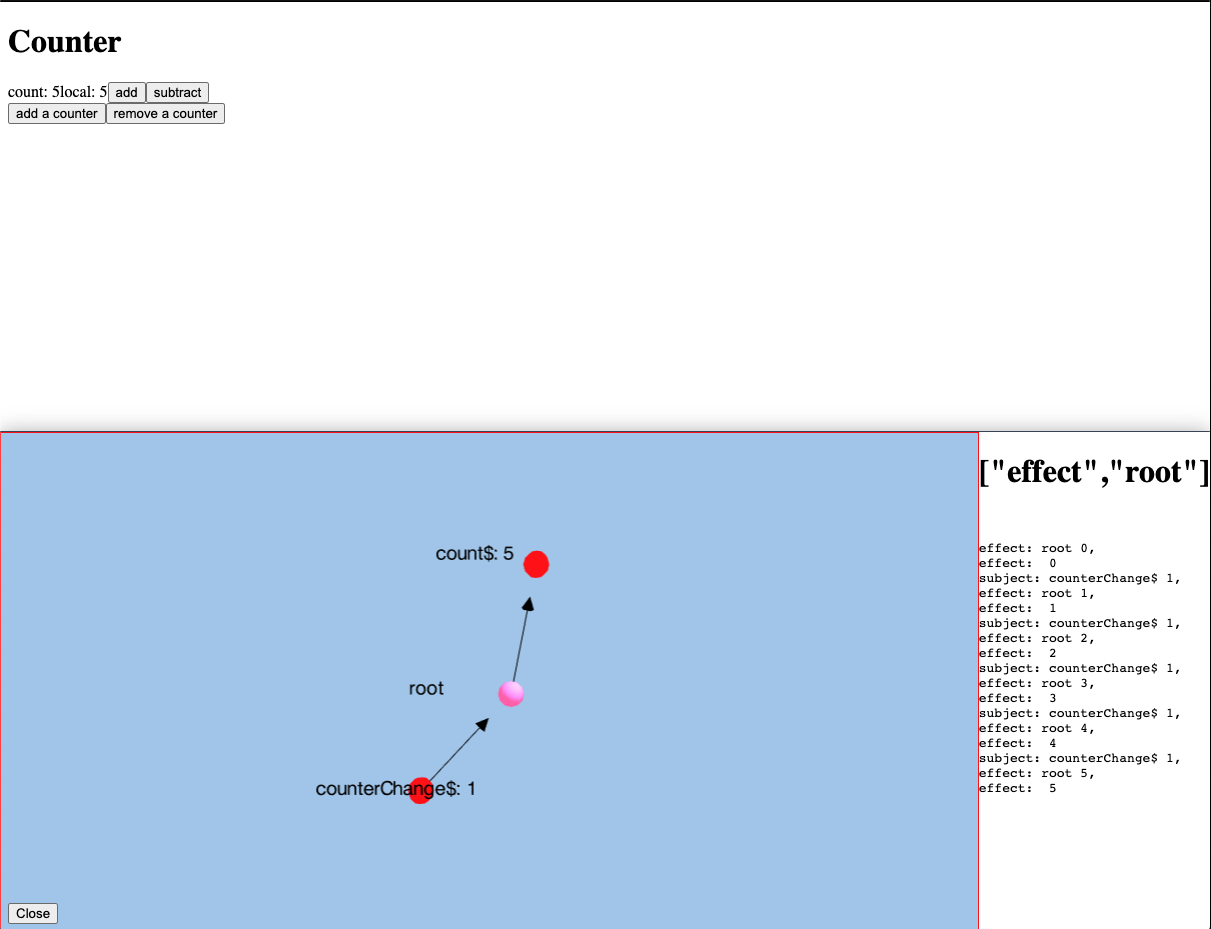 Counter
count: 5local: 5 add subtract
add a counter remove a counter
count$: 5
root
counterChange$: 1
Close
["effect","root"]
effect: root 0,
effect:  0
subject: counterChange$ 1,
effect: root 1,
effect:  1
subject: counterChange$ 1,
effect: root 2,
effect:  2
subject: counterChange$ 1,
effect: root 3,
effect:  3
subject: counterChange$ 1,
effect: root 4,
effect:  4
subject: counterChange$ 1,
effect: root 5,
effect:  5